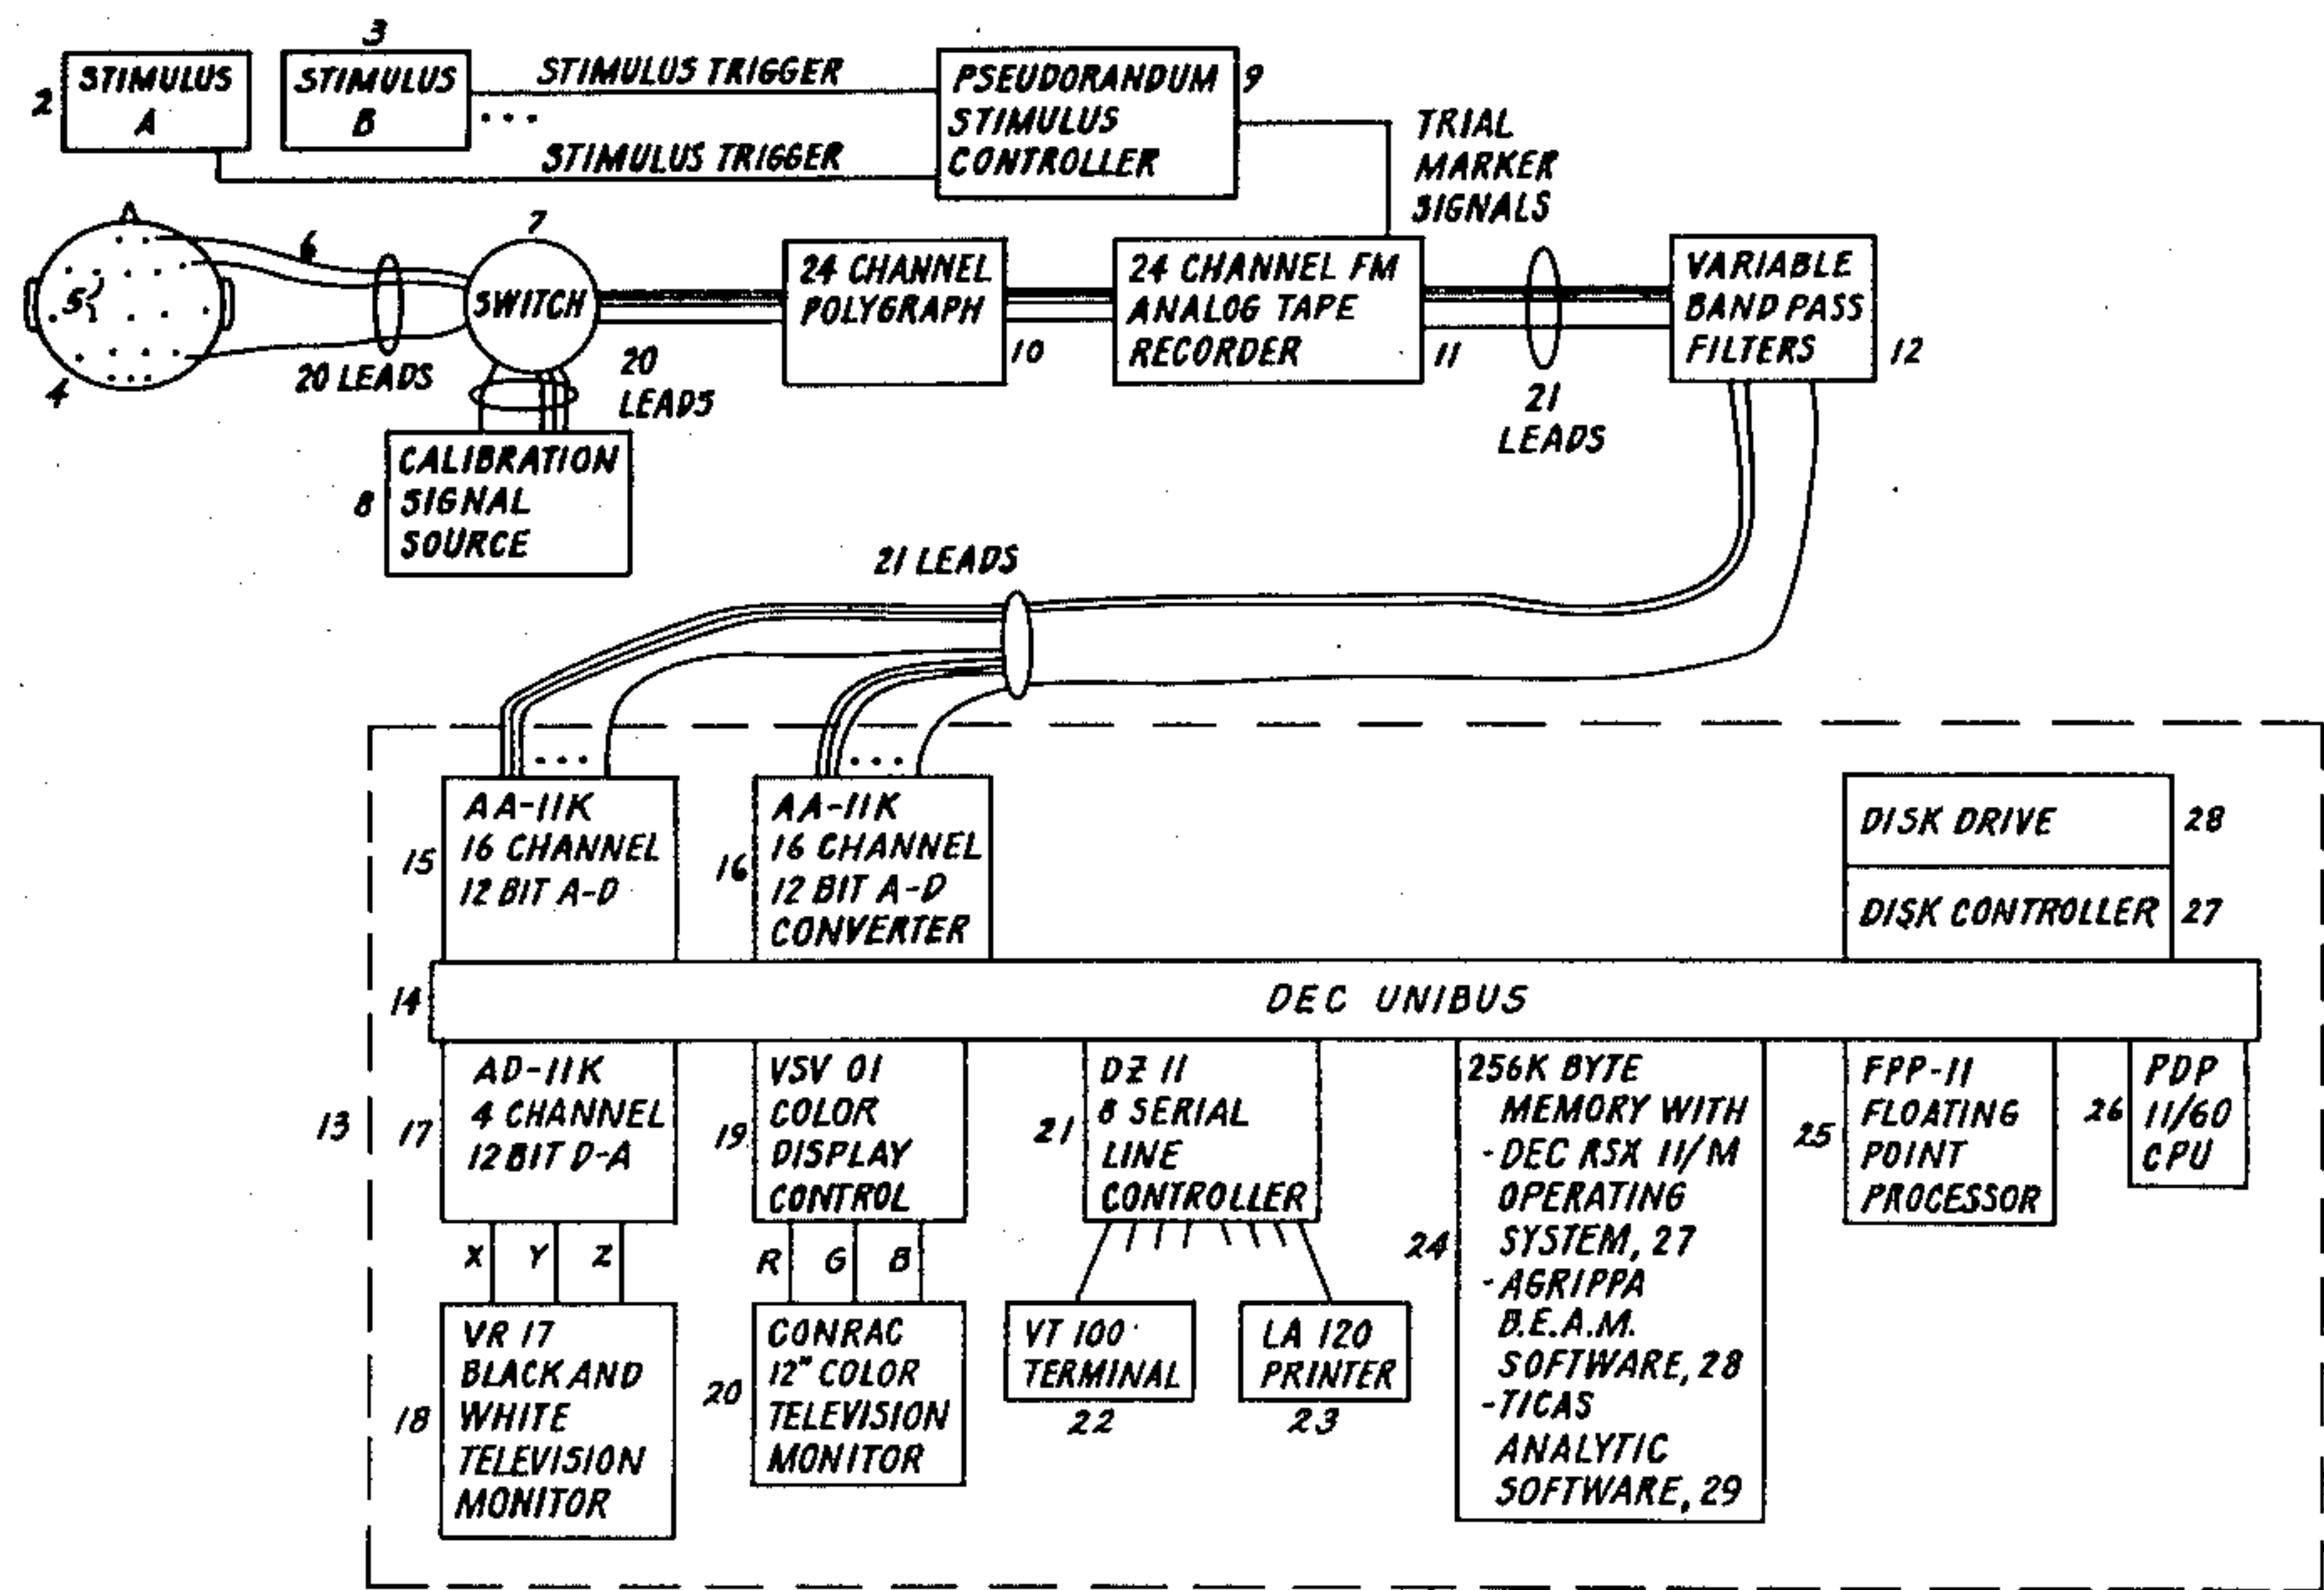 3
2
STIMULUS
A
STIMULUS
B
...
STIMULUS TRIGGER
STIMULUS TRIGGER
PSEUDORANDUM
STIMULUS
CONTROLLER
9
TRIAL
MARKER
SIGNALS
4
5
6
20 LEADS
7
SWITCH
20
LEADS
8
CALIBRATION
SIGNAL
SOURCE
24 CHANNEL
POLYGRAPH
10
24 CHANNEL FM
ANALOG TAPE
RECORDER
11
21
LEADS
VARIABLE
BAND PASS
FILTERS
12
21 LEADS
...
...
15
AA-11K
16 CHANNEL
12 BIT A-D
16
AA-11K
16 CHANNEL
12 BIT A-D
CONVERTER
DISK DRIVE
28
DISK CONTROLLER
27
14
DEC UNIBUS
13
17
AD-11K
4 CHANNEL
12 BIT D-A
19
VSV 01
COLOR
DISPLAY
CONTROL
21
DZ 11
8 SERIAL
LINE
CONTROLLER
24
256K BYTE
MEMORY WITH
-DEC RSX 11/M
OPERATING
SYSTEM, 27
-AGRIPPA
B.E.A.M.
SOFTWARE, 28
-TICAS
ANALYTIC
SOFTWARE, 29
25
FPP-11
FLOATING
POINT
PROCESSOR
26
PDP
11/60
CPU
X Y Z
R G B
18
VR 17
BLACK AND
WHITE
TELEVISION
MONITOR
20
CONRAC
12" COLOR
TELEVISION
MONITOR
VT 100
TERMINAL
22
LA 120
PRINTER
23